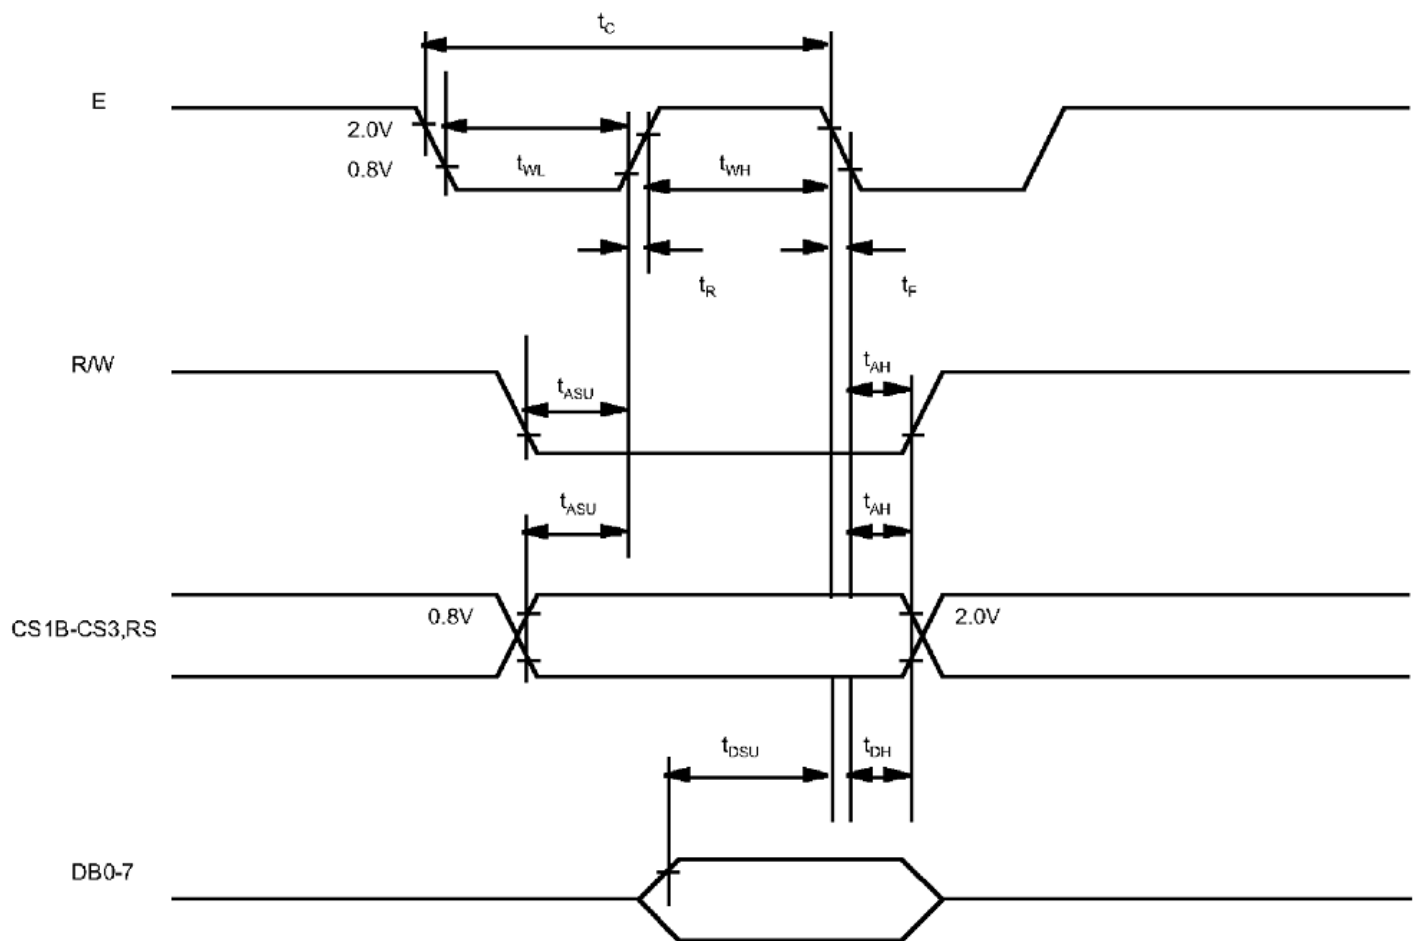 tC
E
2.0V
0.8V
tWL
tWH
tR
tF
R/W
tASU
tAH
tASU
tAH
CS1B-CS3,RS
0.8V
2.0V
tDSU
tDH
DB0-7